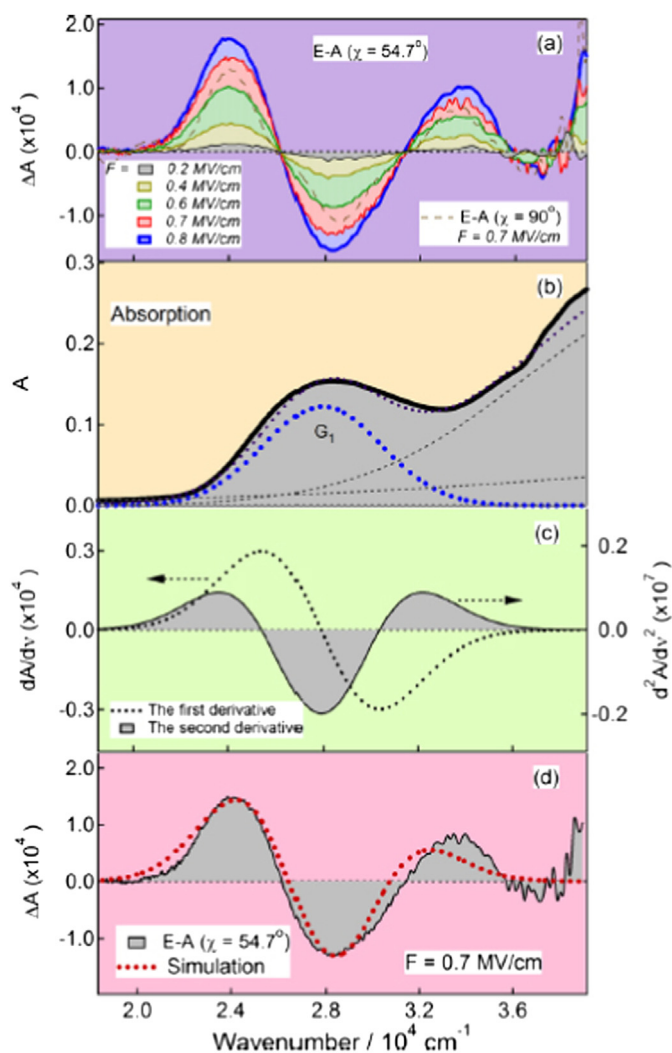 (a)
E-A (χ = 54.7°)
2.0
1.0
0.0
-1.0
ΔA (x10⁴)
F =
0.2 MV/cm
0.4 MV/cm
0.6 MV/cm
0.7 MV/cm
0.8 MV/cm
E-A (χ = 90°)
F = 0.7 MV/cm
(b)
Absorption
0.3
0.2
0.1
0.0
A
G₁
(c)
0.3
0.0
-0.3
dA/dν (x10⁴)
0.2
0.0
-0.2
d²A/dν² (x10⁷)
The first derivative
The second derivative
(d)
2.0
1.0
0.0
-1.0
ΔA (x10⁴)
E-A (χ = 54.7°)
Simulation
F = 0.7 MV/cm
2.0 2.4 2.8 3.2 3.6
Wavenumber / 10⁴ cm⁻¹